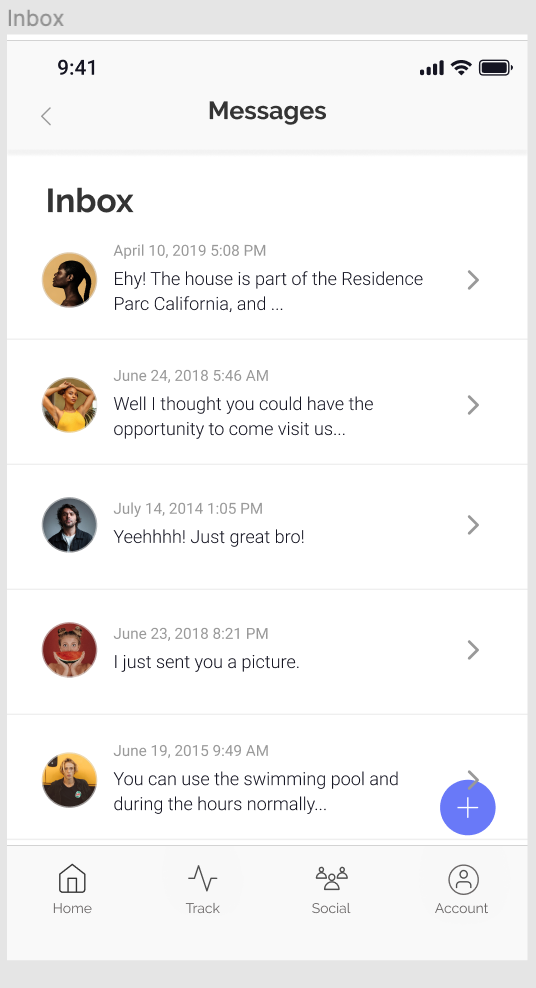 Inbox
9:41
Messages
Inbox
April 10, 2019 5:08 PM
Ehy! The house is part of the Residence
Parc California, and ...
June 24, 2018 5:46 AM
Well I thought you could have the
opportunity to come visit us...
July 14, 2014 1:05 PM
Yeehhhh! Just great bro!
June 23, 2018 8:21 PM
I just sent you a picture.
June 19, 2015 9:49 AM
You can use the swimming pool and
during the hours normally...
Home
Track
Social
Account